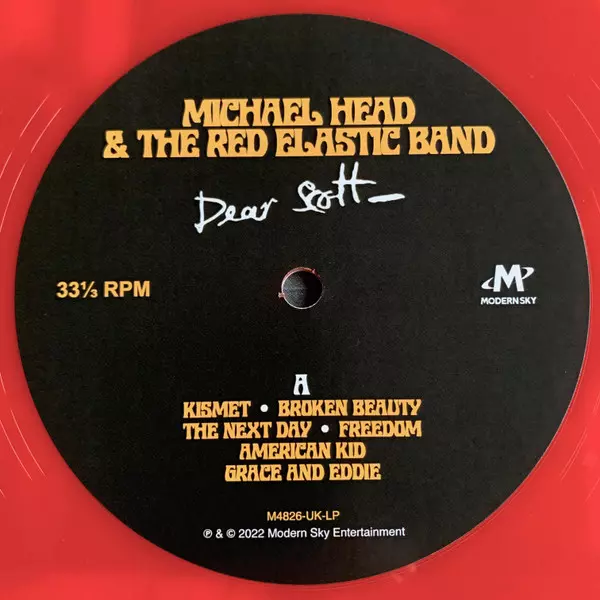 MICHAEL HEAD
& THE RED ELASTIC BAND
Dear Scott_
33⅓ RPM
M
MODERN SKY
A
KISMET • BROKEN BEAUTY
THE NEXT DAY • FREEDOM
AMERICAN KID
GRACE AND EDDIE
M4826-UK-LP
℗ & © 2022 Modern Sky Entertainment